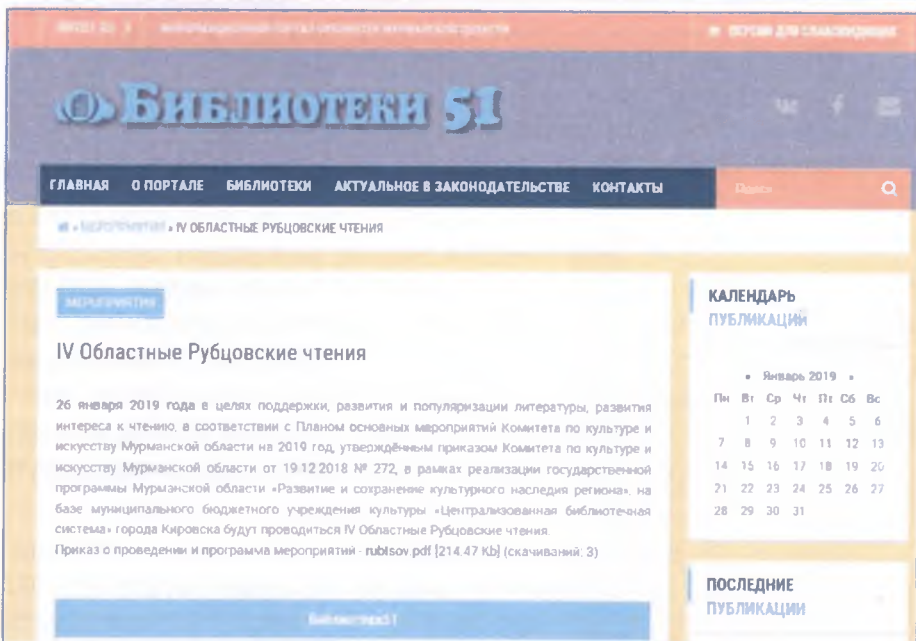 ВЕРСИЯ ДЛЯ СЛАБОВИДЯЩИХ
Библиотеки 51
ГЛАВНАЯ О ПОРТАЛЕ БИБЛИОТЕКИ АКТУАЛЬНОЕ В ЗАКОНОДАТЕЛЬСТВЕ КОНТАКТЫ Поиск
» МЕРОПРИЯТИЯ » IV ОБЛАСТНЫЕ РУБЦОВСКИЕ ЧТЕНИЯ
МЕРОПРИЯТИЯ
IV Областные Рубцовские чтения
26 января 2019 года в целях поддержки, развития и популяризации литературы, развития
интереса к чтению, в соответствии с Планом основных мероприятий Комитета по культуре и
искусству Мурманской области на 2019 год, утверждённым приказом Комитета по культуре и
искусству Мурманской области от 19.12.2018 № 272, в рамках реализации государственной
программы Мурманской области «Развитие и сохранение культурного наследия региона», на
базе муниципального бюджетного учреждения культуры «Централизованная библиотечная
система» города Кировска будут проводиться IV Областные Рубцовские чтения.
Приказ о проведении и программа мероприятий - rubtsov.pdf [214.47 Kb] (скачиваний: 3)
Библиотеки51
КАЛЕНДАРЬ
ПУБЛИКАЦИЙ
« Январь 2019 »
Пн Вт Ср Чт Пт Сб Вс
1 2 3 4 5 6
7 8 9 10 11 12 13
14 15 16 17 18 19 20
21 22 23 24 25 26 27
28 29 30 31
ПОСЛЕДНИЕ
ПУБЛИКАЦИИ